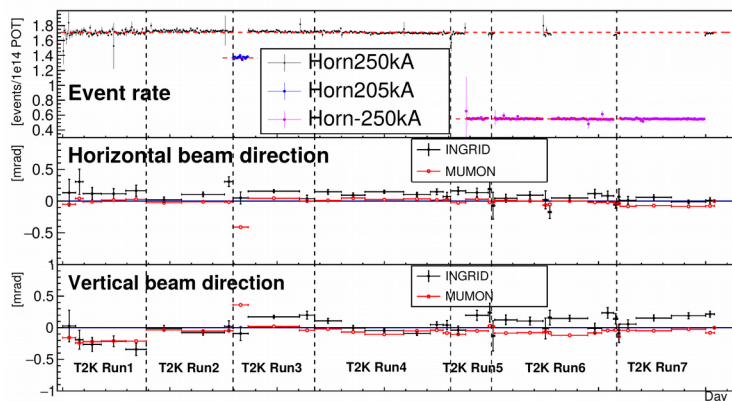 [events/1e14 POT]
1.8
1.6
1.4
1.2
1
0.8
0.6
0.4
Event rate
Horn250kA
Horn205kA
Horn-250kA
[mrad]
0.5
0
−0.5
Horizontal beam direction
INGRID
MUMON
[mrad]
1
0.5
0
−0.5
−1
Vertical beam direction
INGRID
MUMON
T2K Run1
T2K Run2
T2K Run3
T2K Run4
T2K Run5
T2K Run6
T2K Run7
Day